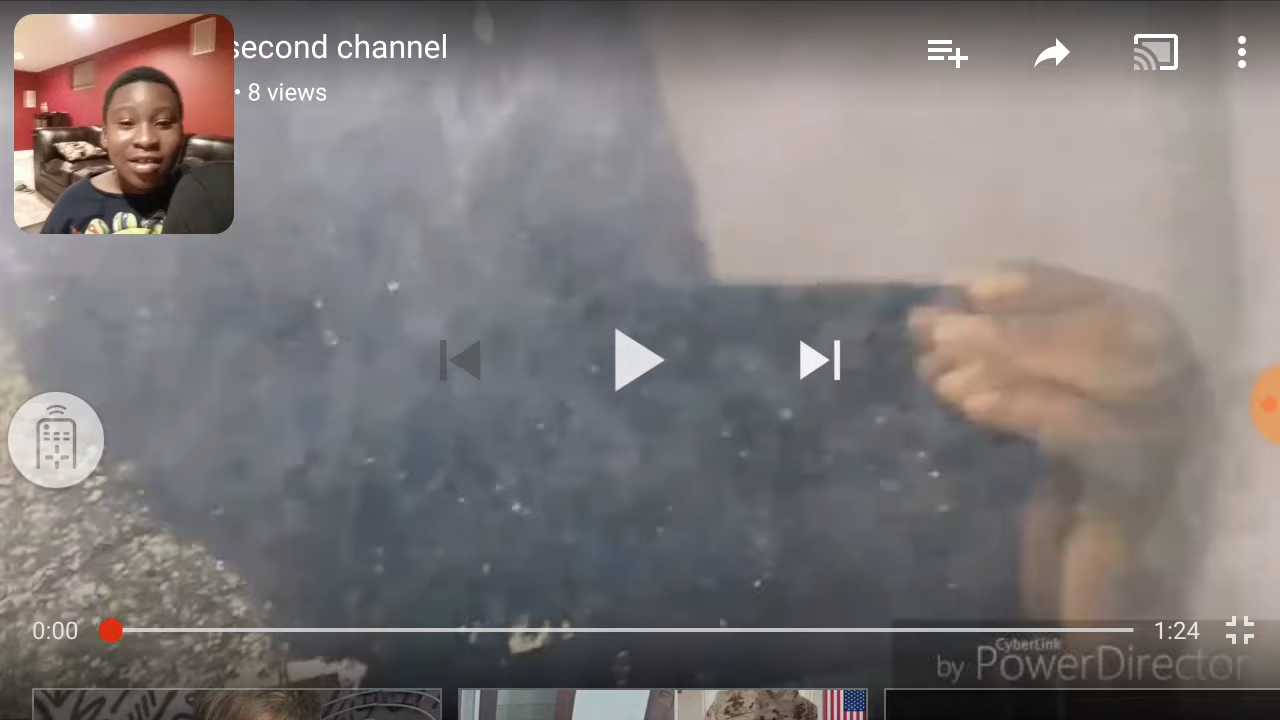 second channel
• 8 views
0:00
1:24
CyberLink
by PowerDirector